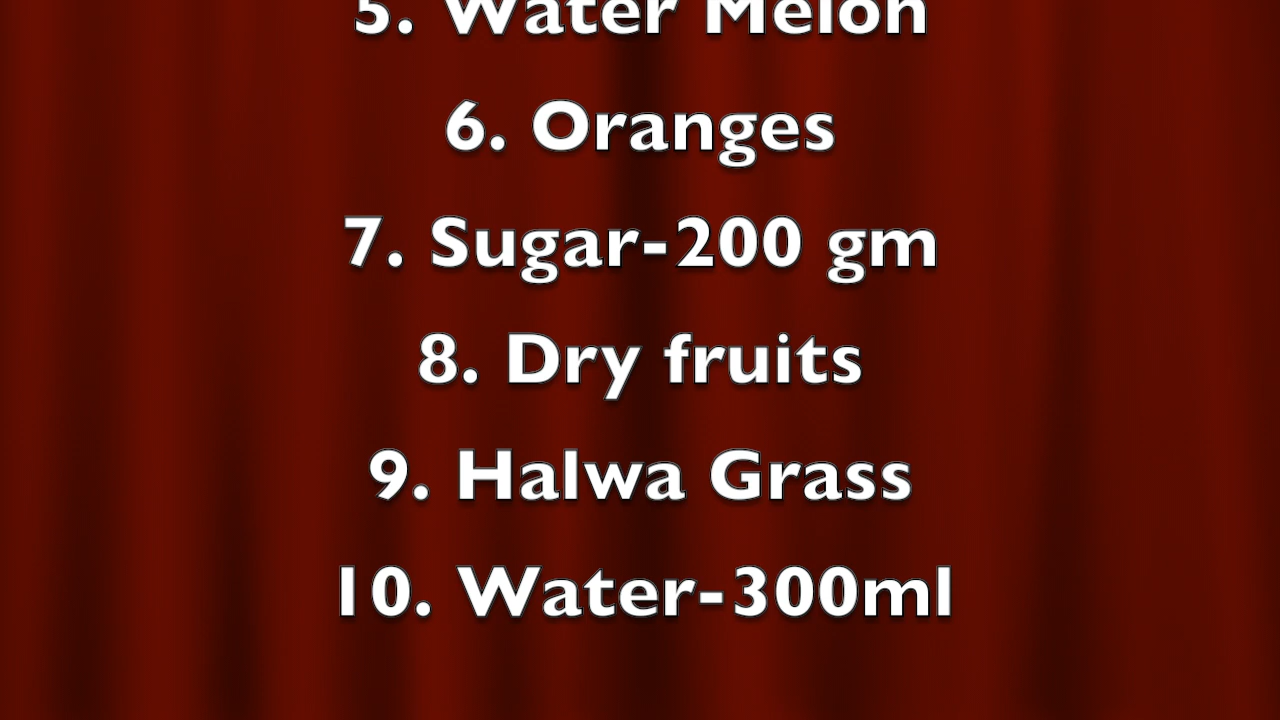 5. Water Melon
6. Oranges
7. Sugar-200 gm
8. Dry fruits
9. Halwa Grass
10. Water-300ml